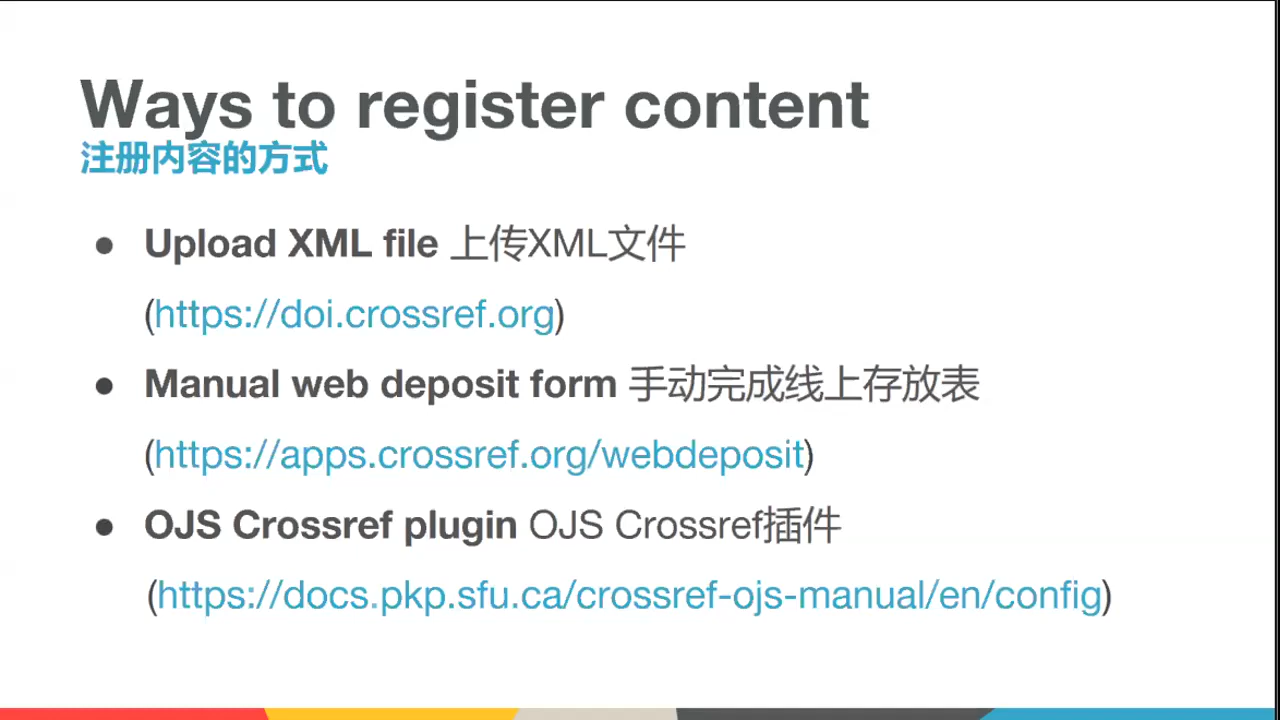 Ways to register content
注册内容的方式
● Upload XML file 上传XML文件
(https://doi.crossref.org)
● Manual web deposit form 手动完成线上存放表
(https://apps.crossref.org/webdeposit)
● OJS Crossref plugin OJS Crossref插件
(https://docs.pkp.sfu.ca/crossref-ojs-manual/en/config)